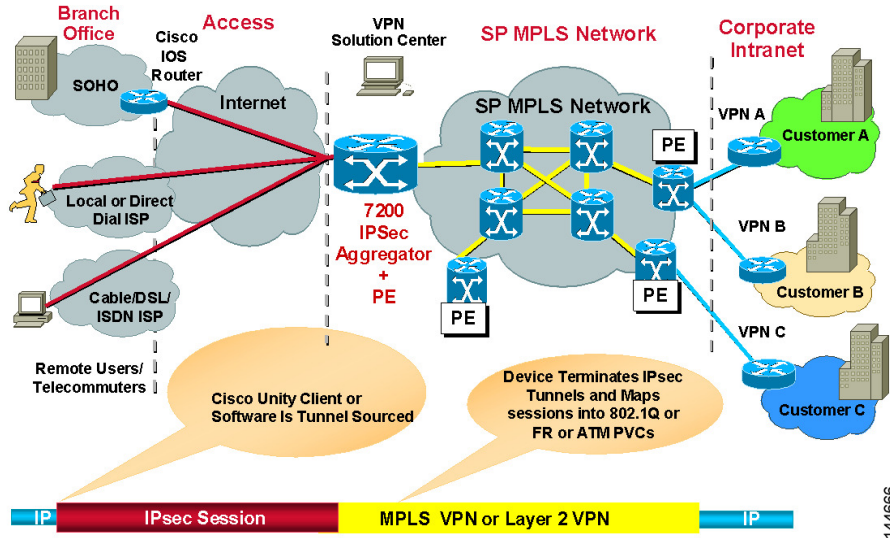 Branch
Office
Access
Cisco
IOS
Router
VPN
Solution Center
SP MPLS Network
Corporate
Intranet
SOHO
Internet
SP MPLS Network
VPN A
Customer A
PE
Local or Direct
Dial ISP
7200
IPSec
Aggregator
+
PE
VPN B
Customer B
PE
PE
Cable/DSL/
ISDN ISP
VPN C
Customer C
Remote Users/
Telecommuters
Cisco Unity Client or
Software Is Tunnel Sourced
Device Terminates IPsec
Tunnels and Maps
sessions into 802.1Q or
FR or ATM PVCs
IP
IPsec Session
MPLS VPN or Layer 2 VPN
IP
144666